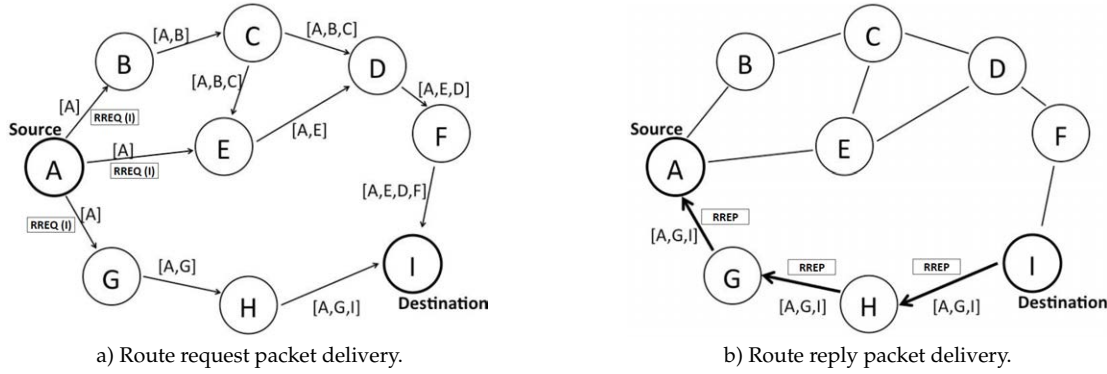 [A,B]
C
[A,B,C]
B
D
[A,B,C]
[A,E,D]
[A]
RREQ (I)
Source
[A]
E
[A,E]
F
A
RREQ (I)
RREQ (I)
[A]
[A,E,D,F]
G
[A,G]
I
H
[A,G,I]
Destination
a) Route request packet delivery.
C
B
D
F
Source
E
A
RREP
[A,G,I]
G
RREP
RREP
I
H
[A,G,I]
[A,G,I]
Destination
b) Route reply packet delivery.